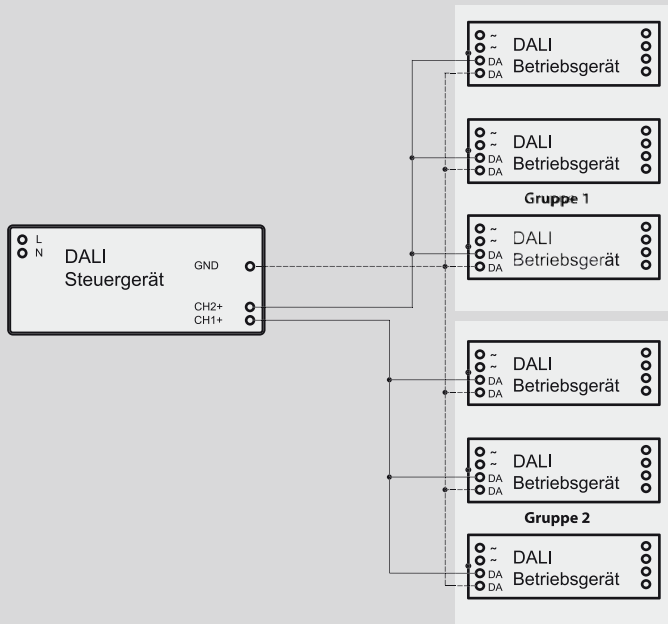 ~
~ DALI
DA Betriebsgerät
DA
~
~ DALI
DA Betriebsgerät
DA
Gruppe 1
~
~ DALI
DA Betriebsgerät
DA
L
N
DALI
Steuergerät
GND
CH2+
CH1+
~
~ DALI
DA Betriebsgerät
DA
~
~ DALI
DA Betriebsgerät
DA
Gruppe 2
~
~ DALI
DA Betriebsgerät
DA